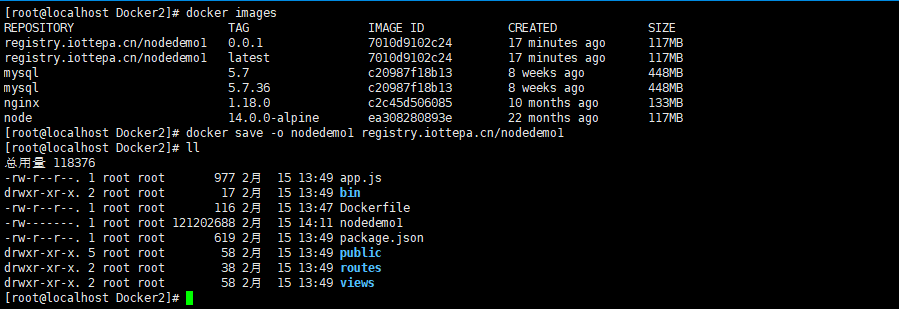 [root@localhost Docker2]# docker images
REPOSITORY TAG IMAGE ID CREATED SIZE
registry.iottepa.cn/nodedemo1 0.0.1 7010d9102c24 17 minutes ago 117MB
registry.iottepa.cn/nodedemo1 latest 7010d9102c24 17 minutes ago 117MB
mysql 5.7 c20987f18b13 8 weeks ago 448MB
mysql 5.7.36 c20987f18b13 8 weeks ago 448MB
nginx 1.18.0 c2c45d506085 10 months ago 133MB
node 14.0.0-alpine ea308280893e 22 months ago 117MB
[root@localhost Docker2]# docker save -o nodedemo1 registry.iottepa.cn/nodedemo1
[root@localhost Docker2]# ll
总用量 118376
-rw-r--r--. 1 root root 977 2月 15 13:49 app.js
drwxr-xr-x. 2 root root 17 2月 15 13:49 bin
-rw-r--r--. 1 root root 116 2月 15 13:47 Dockerfile
-rw-------. 1 root root 121202688 2月 15 14:11 nodedemo1
-rw-r--r--. 1 root root 619 2月 15 13:49 package.json
drwxr-xr-x. 5 root root 58 2月 15 13:49 public
drwxr-xr-x. 2 root root 38 2月 15 13:49 routes
drwxr-xr-x. 2 root root 58 2月 15 13:49 views
[root@localhost Docker2]#